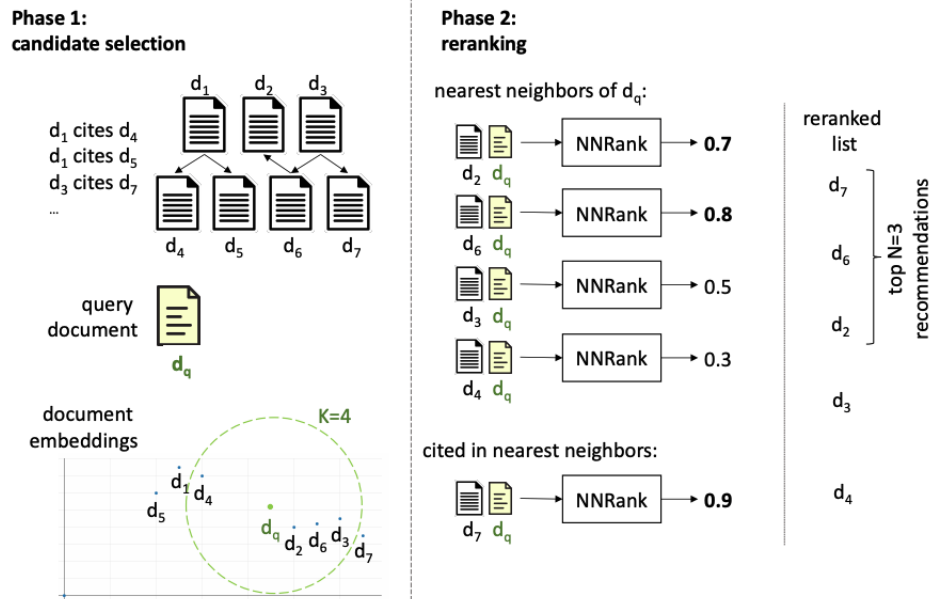 Phase 1:
candidate selection
d1 d2 d3
d1 cites d4
d1 cites d5
d3 cites d7
...
d4 d5 d6 d7
query
document
dq
document
embeddings
K=4
d1
d4
d5
dq
d2 d6 d3
d7
Phase 2:
reranking
nearest neighbors of dq:
NNRank 0.7
d2 dq
NNRank 0.8
d6 dq
NNRank 0.5
d3 dq
NNRank 0.3
d4 dq
cited in nearest neighbors:
NNRank 0.9
d7 dq
reranked
list
d7
d6
d2
d3
d4
top N=3
recommendations